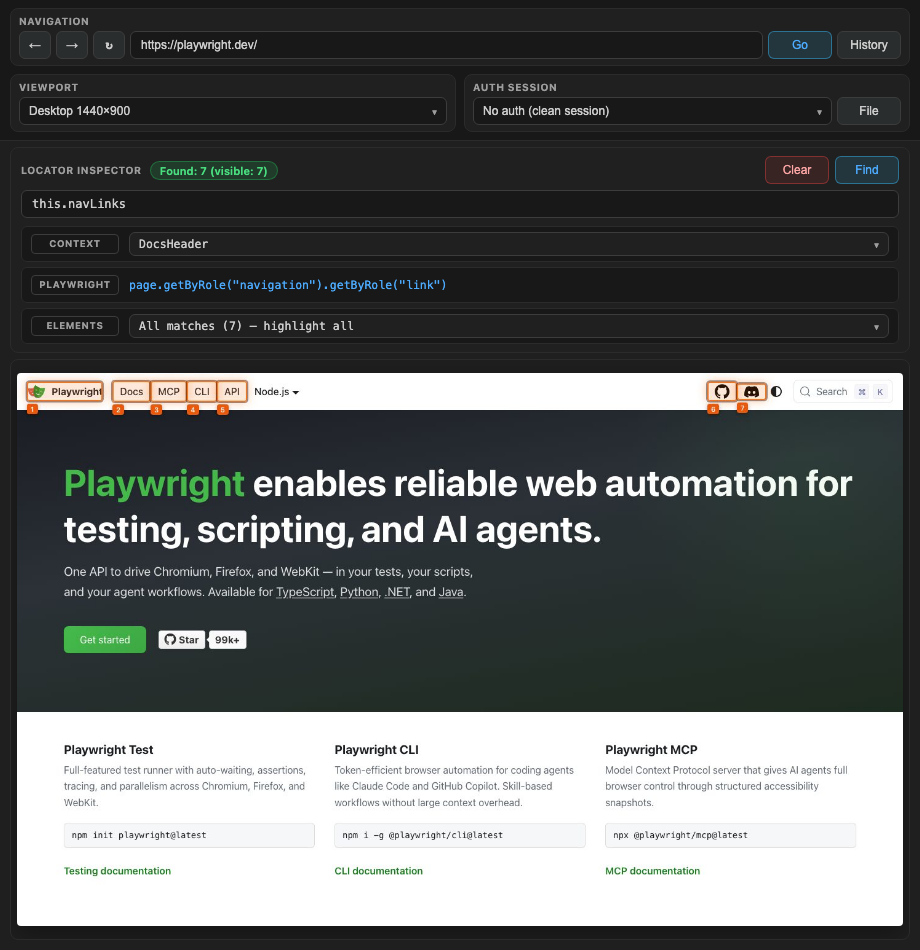 NAVIGATION
← → ↻ https://playwright.dev/ Go History
VIEWPORT
Desktop 1440×900 ▾
AUTH SESSION
No auth (clean session) ▾ File
LOCATOR INSPECTOR Found: 7 (visible: 7) Clear Find
this.navLinks
CONTEXT DocsHeader ▾
PLAYWRIGHT page.getByRole("navigation").getByRole("link")
ELEMENTS All matches (7) — highlight all ▾
Playwright Docs MCP CLI API Node.js Search ⌘ K
1 2 3 4 5 6 7
Playwright enables reliable web automation for
testing, scripting, and AI agents.
One API to drive Chromium, Firefox, and WebKit — in your tests, your scripts,
and your agent workflows. Available for TypeScript, Python, .NET, and Java.
Get started Star 99k+
Playwright Test
Full-featured test runner with auto-waiting, assertions,
tracing, and parallelism across Chromium, Firefox, and
WebKit.
npm init playwright@latest
Testing documentation
Playwright CLI
Token-efficient browser automation for coding agents
like Claude Code and GitHub Copilot. Skill-based
workflows without large context overhead.
npm i -g @playwright/cli@latest
CLI documentation
Playwright MCP
Model Context Protocol server that gives AI agents full
browser control through structured accessibility
snapshots.
npx @playwright/mcp@latest
MCP documentation